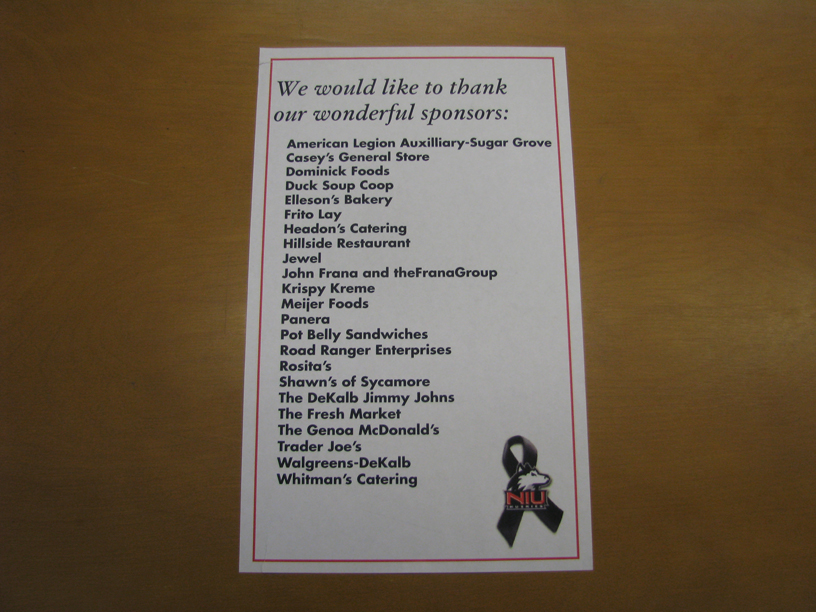 We would like to thank
our wonderful sponsors:
American Legion Auxilliary-Sugar Grove
Casey's General Store
Dominick Foods
Duck Soup Coop
Elleson's Bakery
Frito Lay
Headon's Catering
Hillside Restaurant
Jewel
John Frana and theFranaGroup
Krispy Kreme
Meijer Foods
Panera
Pot Belly Sandwiches
Road Ranger Enterprises
Rosita's
Shawn's of Sycamore
The DeKalb Jimmy Johns
The Fresh Market
The Genoa McDonald's
Trader Joe's
Walgreens-DeKalb
Whitman's Catering
NIU